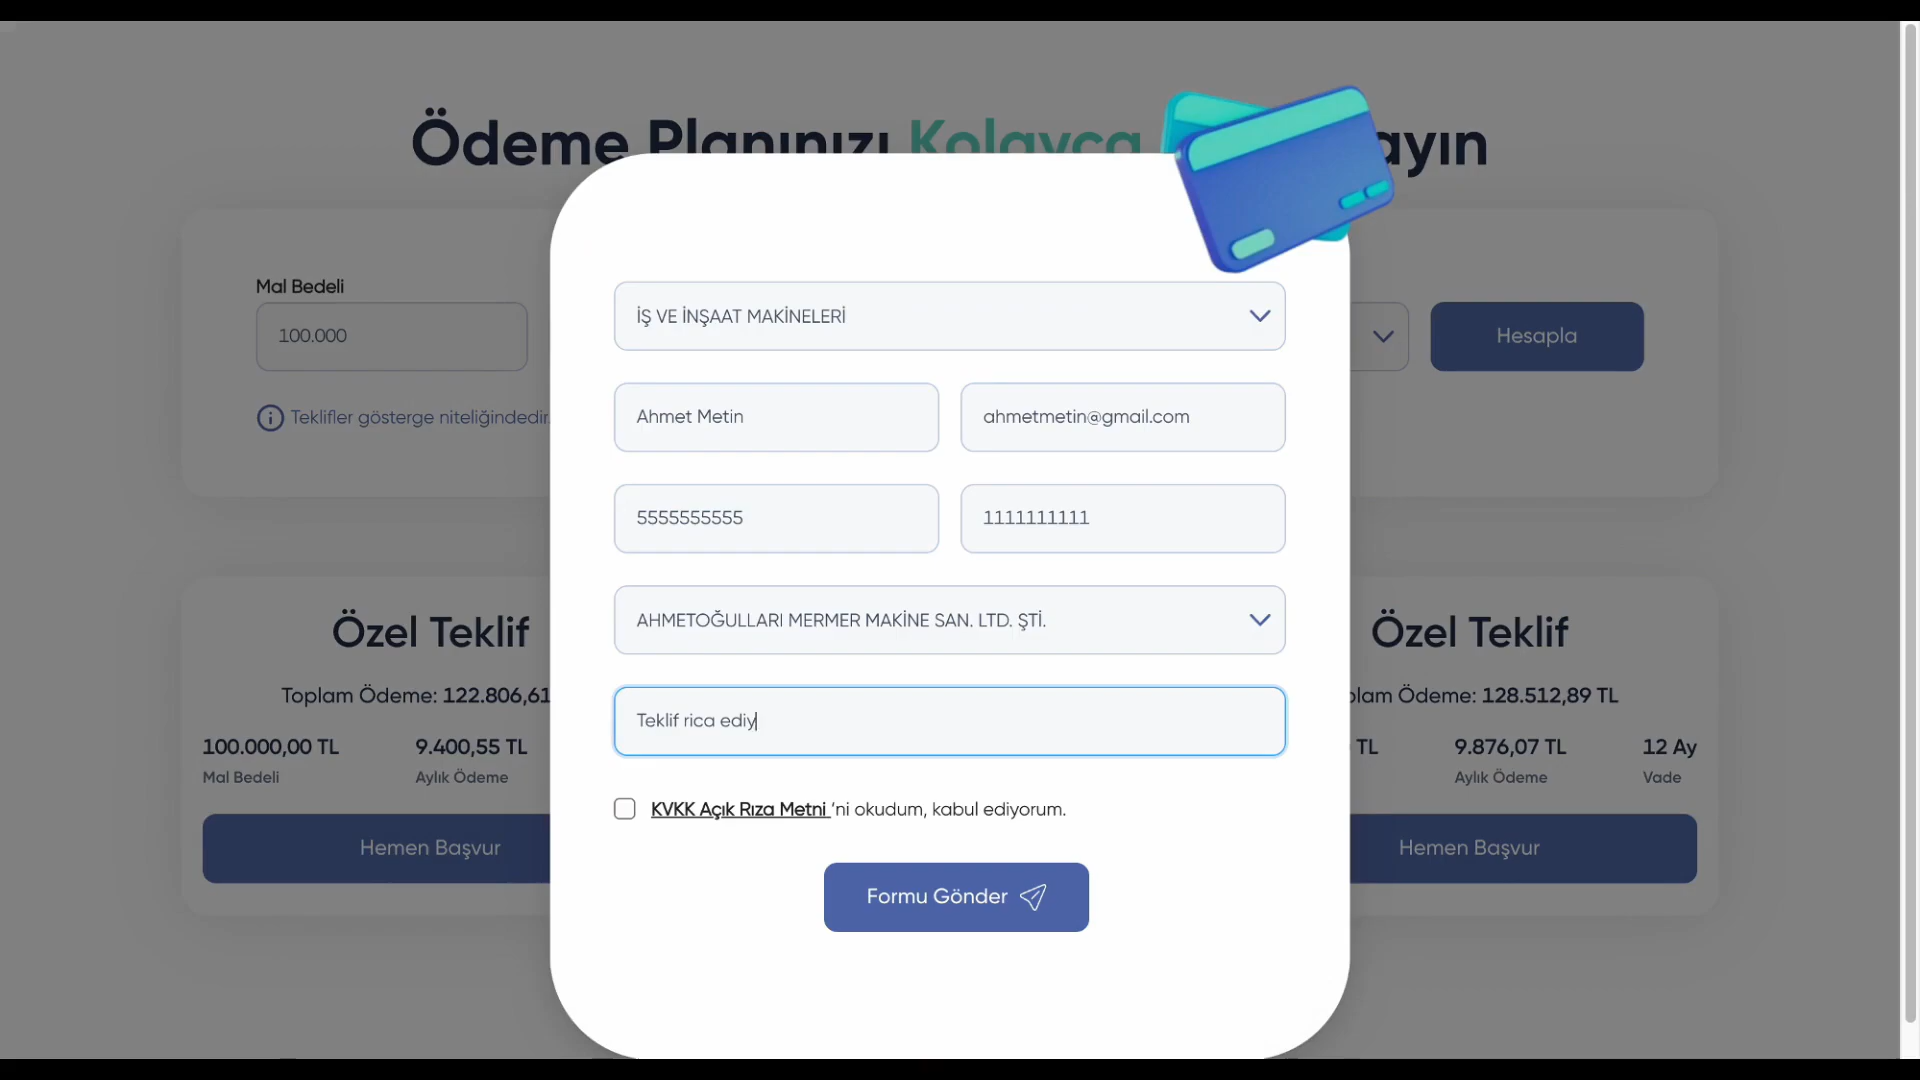 Ödeme Planınızı Kolayca ayın
Mal Bedeli
100.000
Hesapla
Teklifler gösterge niteliğindedir.
İŞ VE İNŞAAT MAKİNELERİ
Ahmet Metin
ahmetmetin@gmail.com
5555555555
1111111111
AHMETOĞULLARI MERMER MAKİNE SAN. LTD. ŞTİ.
Teklif rica ediy
KVKK Açık Rıza Metni 'ni okudum, kabul ediyorum.
Formu Gönder
Özel Teklif
Toplam Ödeme: 122.806,61
100.000,00 TL 9.400,55 TL
Mal Bedeli Aylık Ödeme
Hemen Başvur
Özel Teklif
lam Ödeme: 128.512,89 TL
TL 9.876,07 TL 12 Ay
Aylık Ödeme Vade
Hemen Başvur